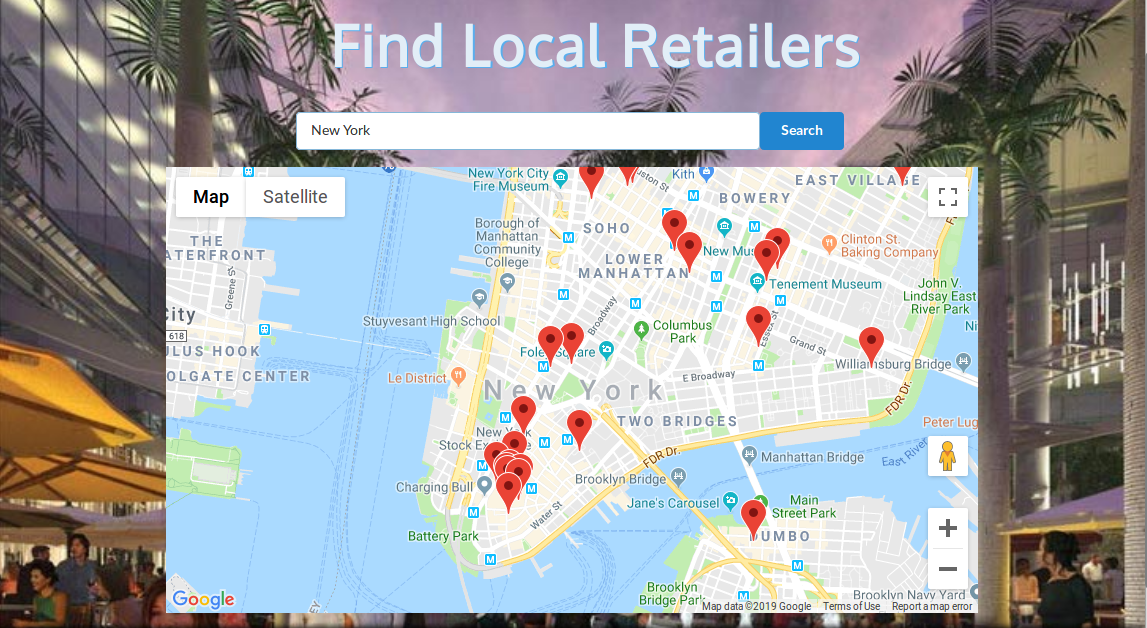 Find Local Retailers
New York
Search
Map
Satellite
New York City
Fire Museum
Kith
EAST VILLAGE
BOWERY
Borough of
Manhattan
Community
College
SOHO
LOWER
MANHATTAN
New Mus
Clinton St.
Baking Company
THE
ATERFRONT
Greene St
Tenement Museum
John V.
Lindsay East
River Park
City
Stuyvesant High School
Broadway
Columbus
Park
Essex St
618
Grand St
ULUS HOOK
Foley Square
Williamsburg Bridge
OLGATE CENTER
Le District
New York
E Broadway
FDR Dr.
TWO BRIDGES
Peter Lug
New York
Stock Ex
FDR Dr.
Manhattan Bridge
East River
Charging Bull
Brooklyn Bridge
Jane's Carousel
Main
Street Park
Water St
Battery Park
DUMBO
Brooklyn
Bridge Park
Brooklyn Navy Yard
Google
Map data ©2019 Google
Terms of Use
Report a map error